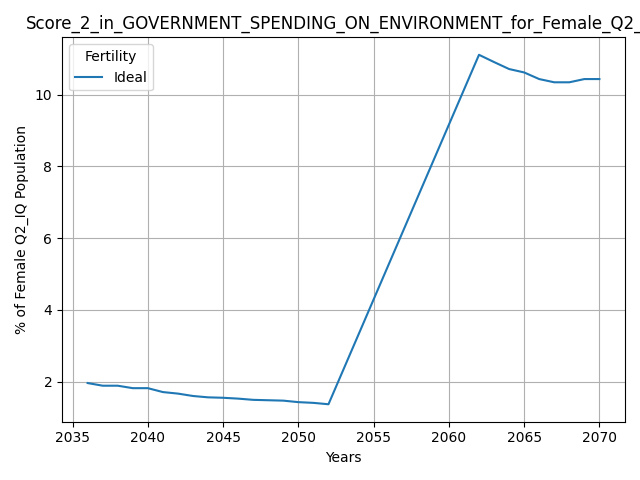 Score_2_in_GOVERNMENT_SPENDING_ON_ENVIRONMENT_for_Female_Q2_
Fertility
Ideal
% of Female Q2_IQ Population
10
8
6
4
2
2035 2040 2045 2050 2055 2060 2065 2070
Years